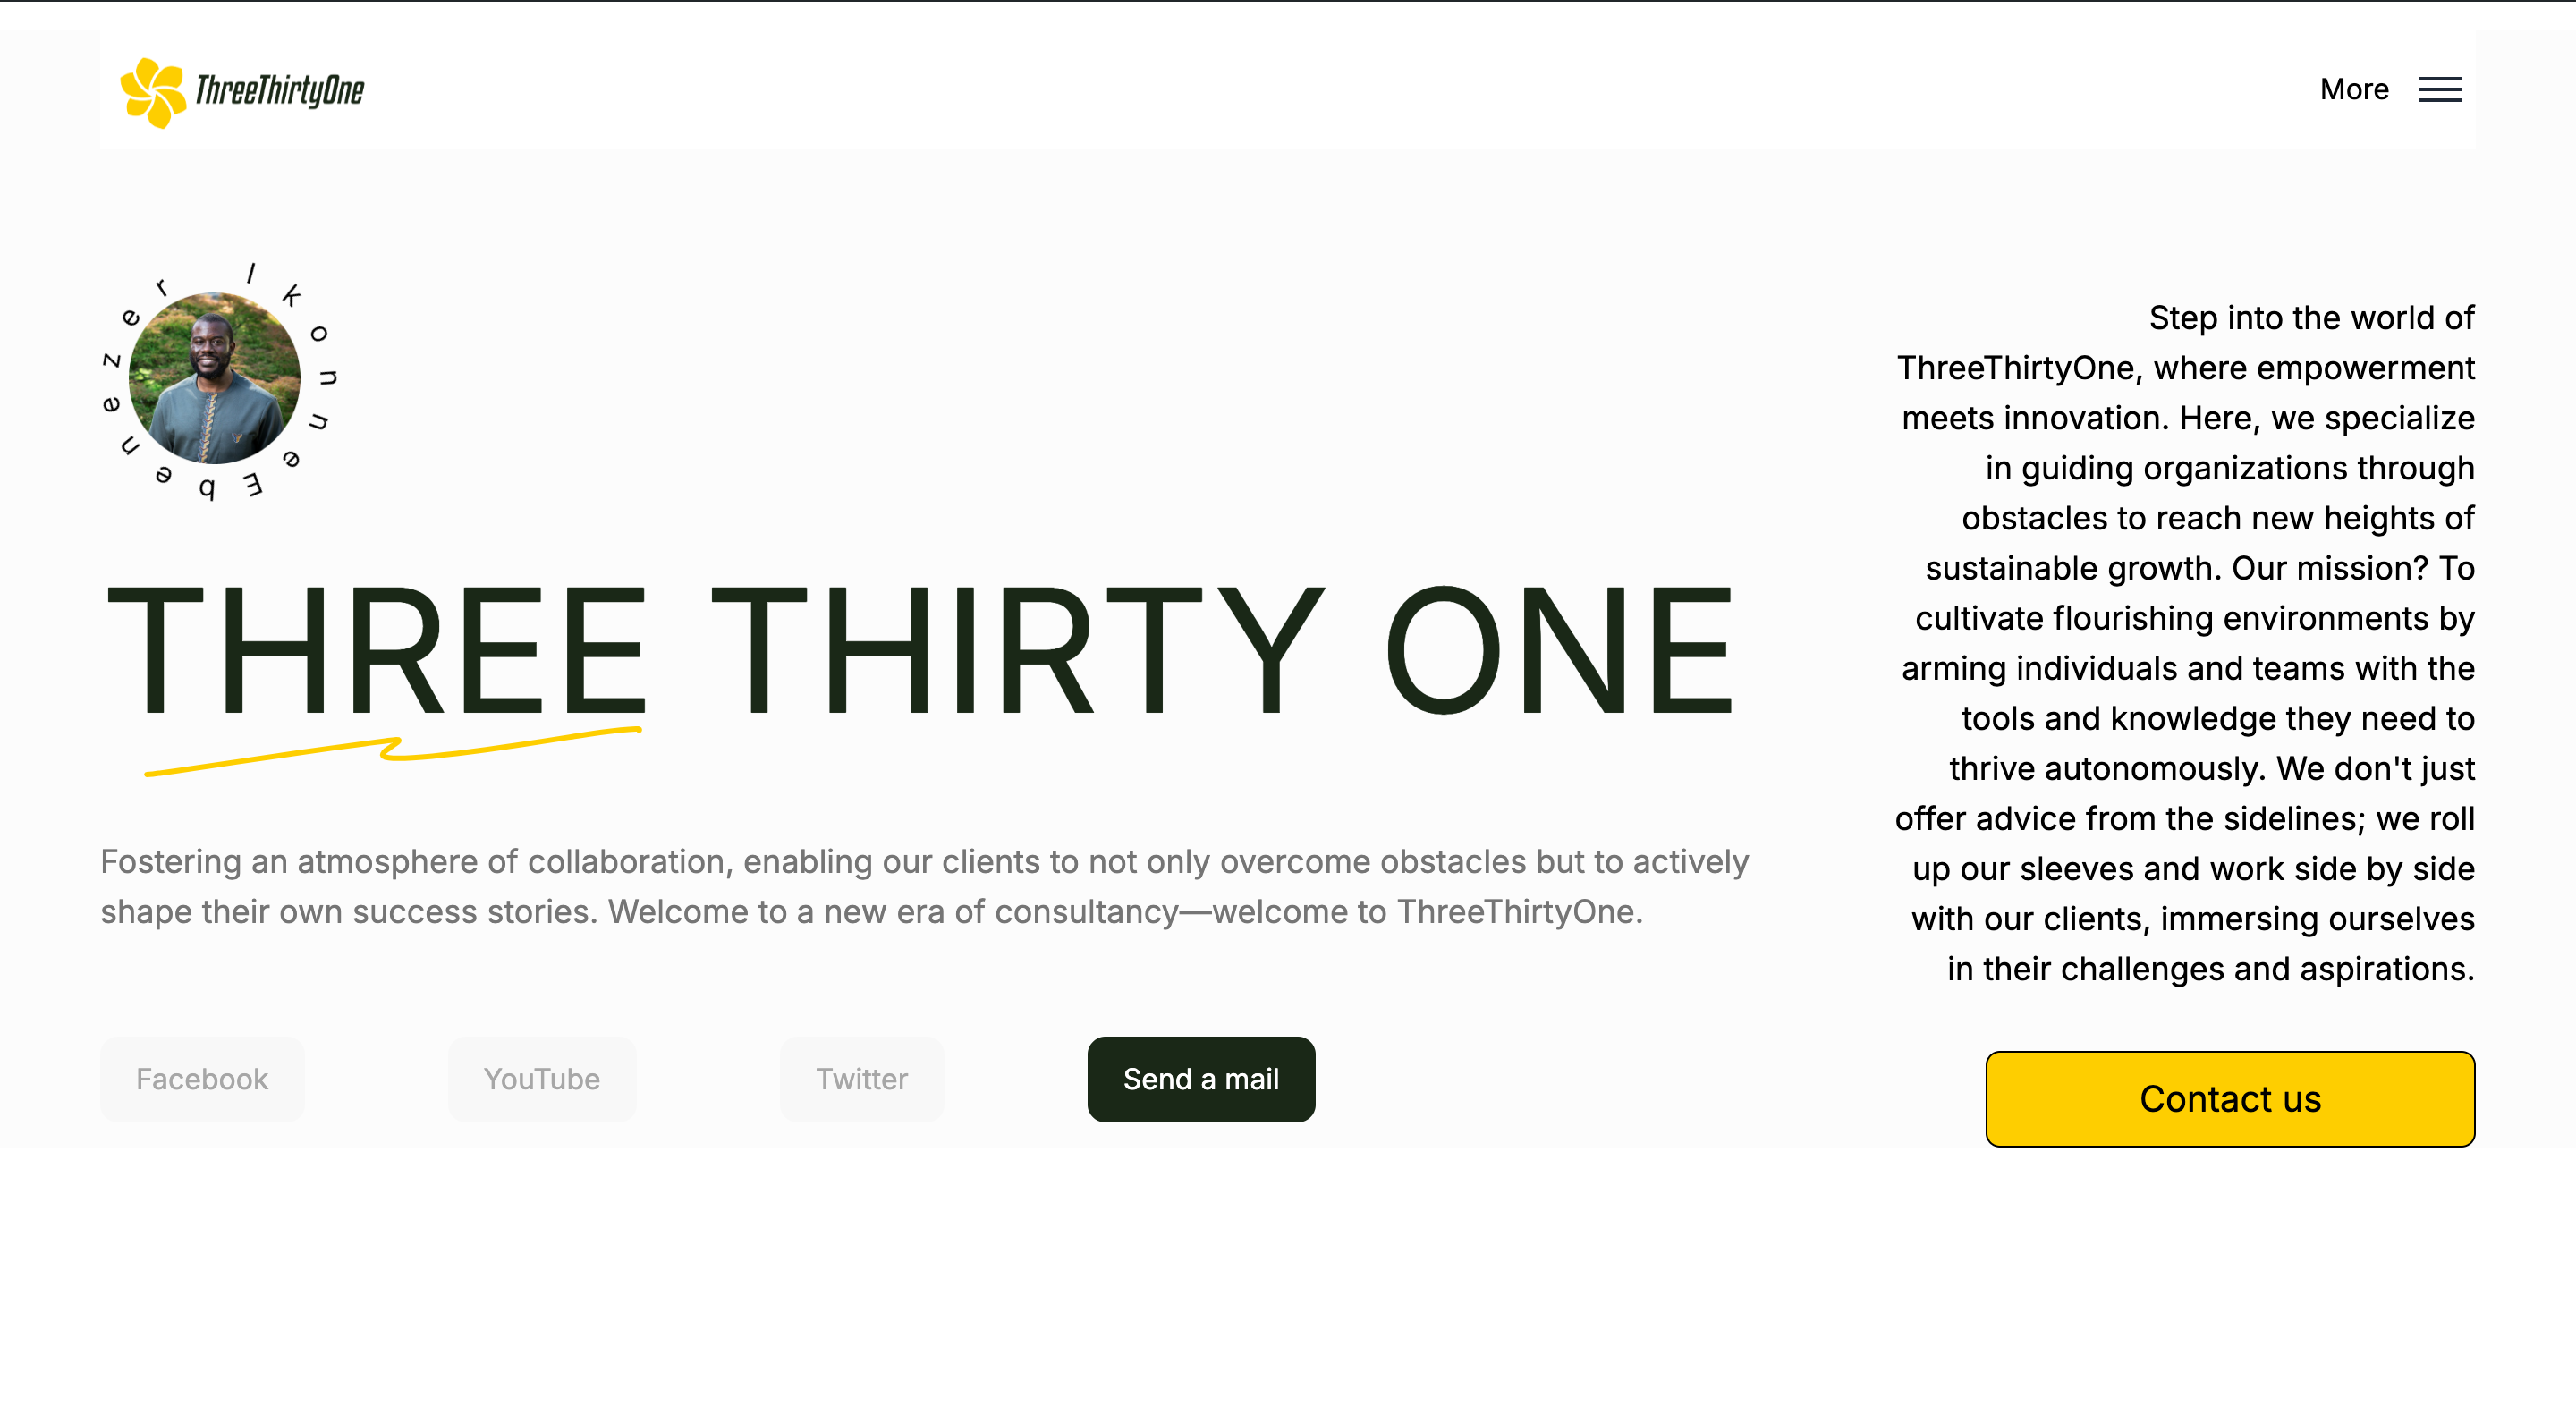 ThreeThirtyOne
More
Ebenezer Ikonne
THREE THIRTY ONE
Fostering an atmosphere of collaboration, enabling our clients to not only overcome obstacles but to actively
shape their own success stories. Welcome to a new era of consultancy—welcome to ThreeThirtyOne.
Facebook
YouTube
Twitter
Send a mail
Step into the world of
ThreeThirtyOne, where empowerment
meets innovation. Here, we specialize
in guiding organizations through
obstacles to reach new heights of
sustainable growth. Our mission? To
cultivate flourishing environments by
arming individuals and teams with the
tools and knowledge they need to
thrive autonomously. We don't just
offer advice from the sidelines; we roll
up our sleeves and work side by side
with our clients, immersing ourselves
in their challenges and aspirations.
Contact us